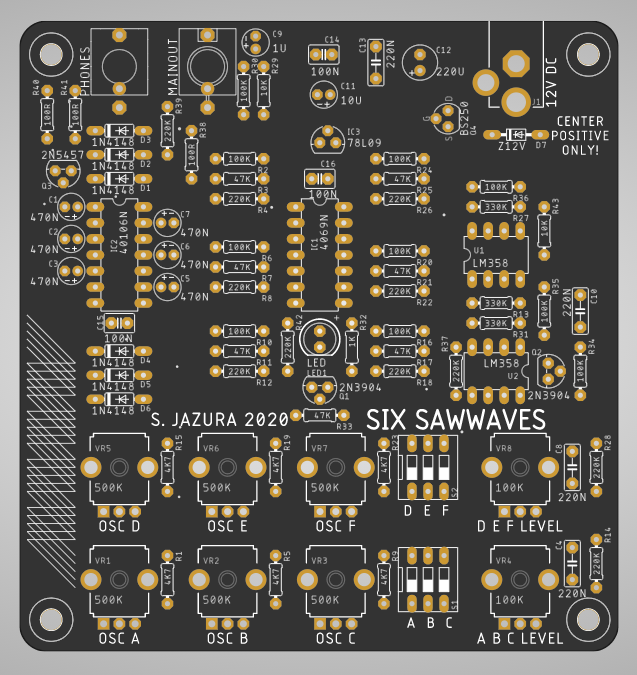 PHONES
MAINOUT
C9
1U
C14
100N
C13
220N
C12
220U
12V DC
J1
R40
R41
100R
100R
R39
220R
R38
100R
R30
R29
100K
10K
C11
10U
BS250
Q4
G
D
S
CENTER
POSITIVE
ONLY!
Z12V
D7
1N4148
D3
1N4148
D2
1N4148
D1
2N5457
Q3
IC3
78L09
C16
100N
100K
R2
47K
R3
220K
R4
100K
R24
47K
R25
220K
R26
100K
R36
330K
R27
R43
10K
C1
470N
C2
470N
C3
470N
IC2
40106N
C7
470N
C6
470N
C5
470N
IC1
4069N
100K
R6
47K
R7
220K
R8
100K
R20
47K
R21
220K
R22
U1
LM358
R35
100K
220N
C10
330K
R13
330K
R31
C15
100N
R42
220K
LED
LED1
R32
1K
100K
R10
47K
R11
220K
R12
100K
R16
47K
R17
220K
R18
R37
220K
LM358
U2
Q2
2N3904
R34
100K
1N4148
D4
1N4148
D5
1N4148
D6
2N3904
Q1
47K
R33
S. JAZURA 2020
SIX SAWWAVES
VR5
500K
OSC D
R15
4K7
VR6
500K
OSC E
R19
4K7
VR7
500K
OSC F
R23
4K7
S2
D E F
VR8
100K
D E F LEVEL
C8
220N
R28
220K
VR1
500K
OSC A
R1
4K7
VR2
500K
OSC B
R5
4K7
VR3
500K
OSC C
R9
4K7
S1
A B C
VR4
100K
A B C LEVEL
C4
220N
R14
220K